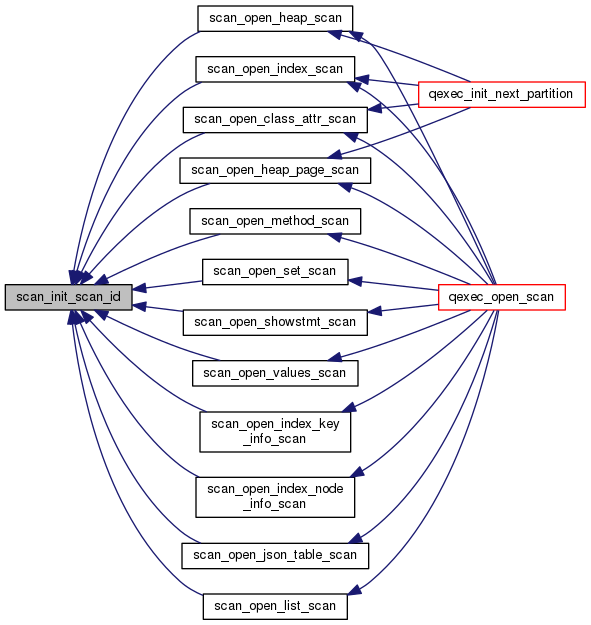 scan_open_heap_scan
scan_open_index_scan
qexec_init_next_partition
scan_open_class_attr_scan
scan_open_heap_page_scan
scan_open_method_scan
scan_open_set_scan
scan_init_scan_id
qexec_open_scan
scan_open_showstmt_scan
scan_open_values_scan
scan_open_index_key
_info_scan
scan_open_index_node
_info_scan
scan_open_json_table_scan
scan_open_list_scan